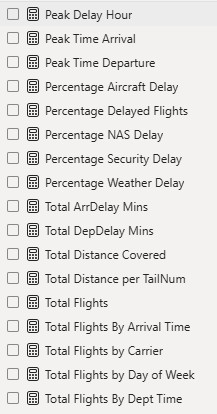 Peak Delay Hour
Peak Time Arrival
Peak Time Departure
Percentage Aircraft Delay
Percentage Delayed Flights
Percentage NAS Delay
Percentage Security Delay
Percentage Weather Delay
Total ArrDelay Mins
Total DepDelay Mins
Total Distance Covered
Total Distance per TailNum
Total Flights
Total Flights By Arrival Time
Total Flights by Carrier
Total Flights by Day of Week
Total Flights By Dept Time